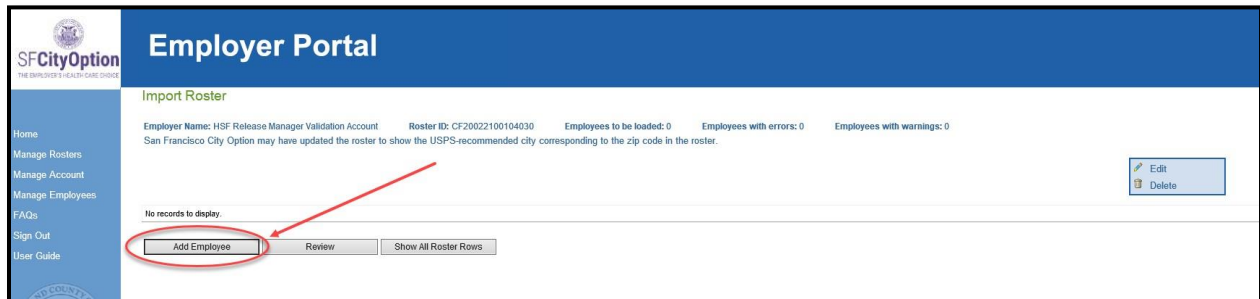 SFCityOption
THE EMPLOYER'S HEALTH CARE CHOICE
Employer Portal
Home
Manage Rosters
Manage Account
Manage Employees
FAQs
Sign Out
User Guide
Import Roster
Employer Name: HSF Release Manager Validation Account Roster ID: CF20022100104030 Employees to be loaded: 0 Employees with errors: 0 Employees with warnings: 0
San Francisco City Option may have updated the roster to show the USPS-recommended city corresponding to the zip code in the roster.
Edit
Delete
No records to display.
Add Employee Review Show All Roster Rows